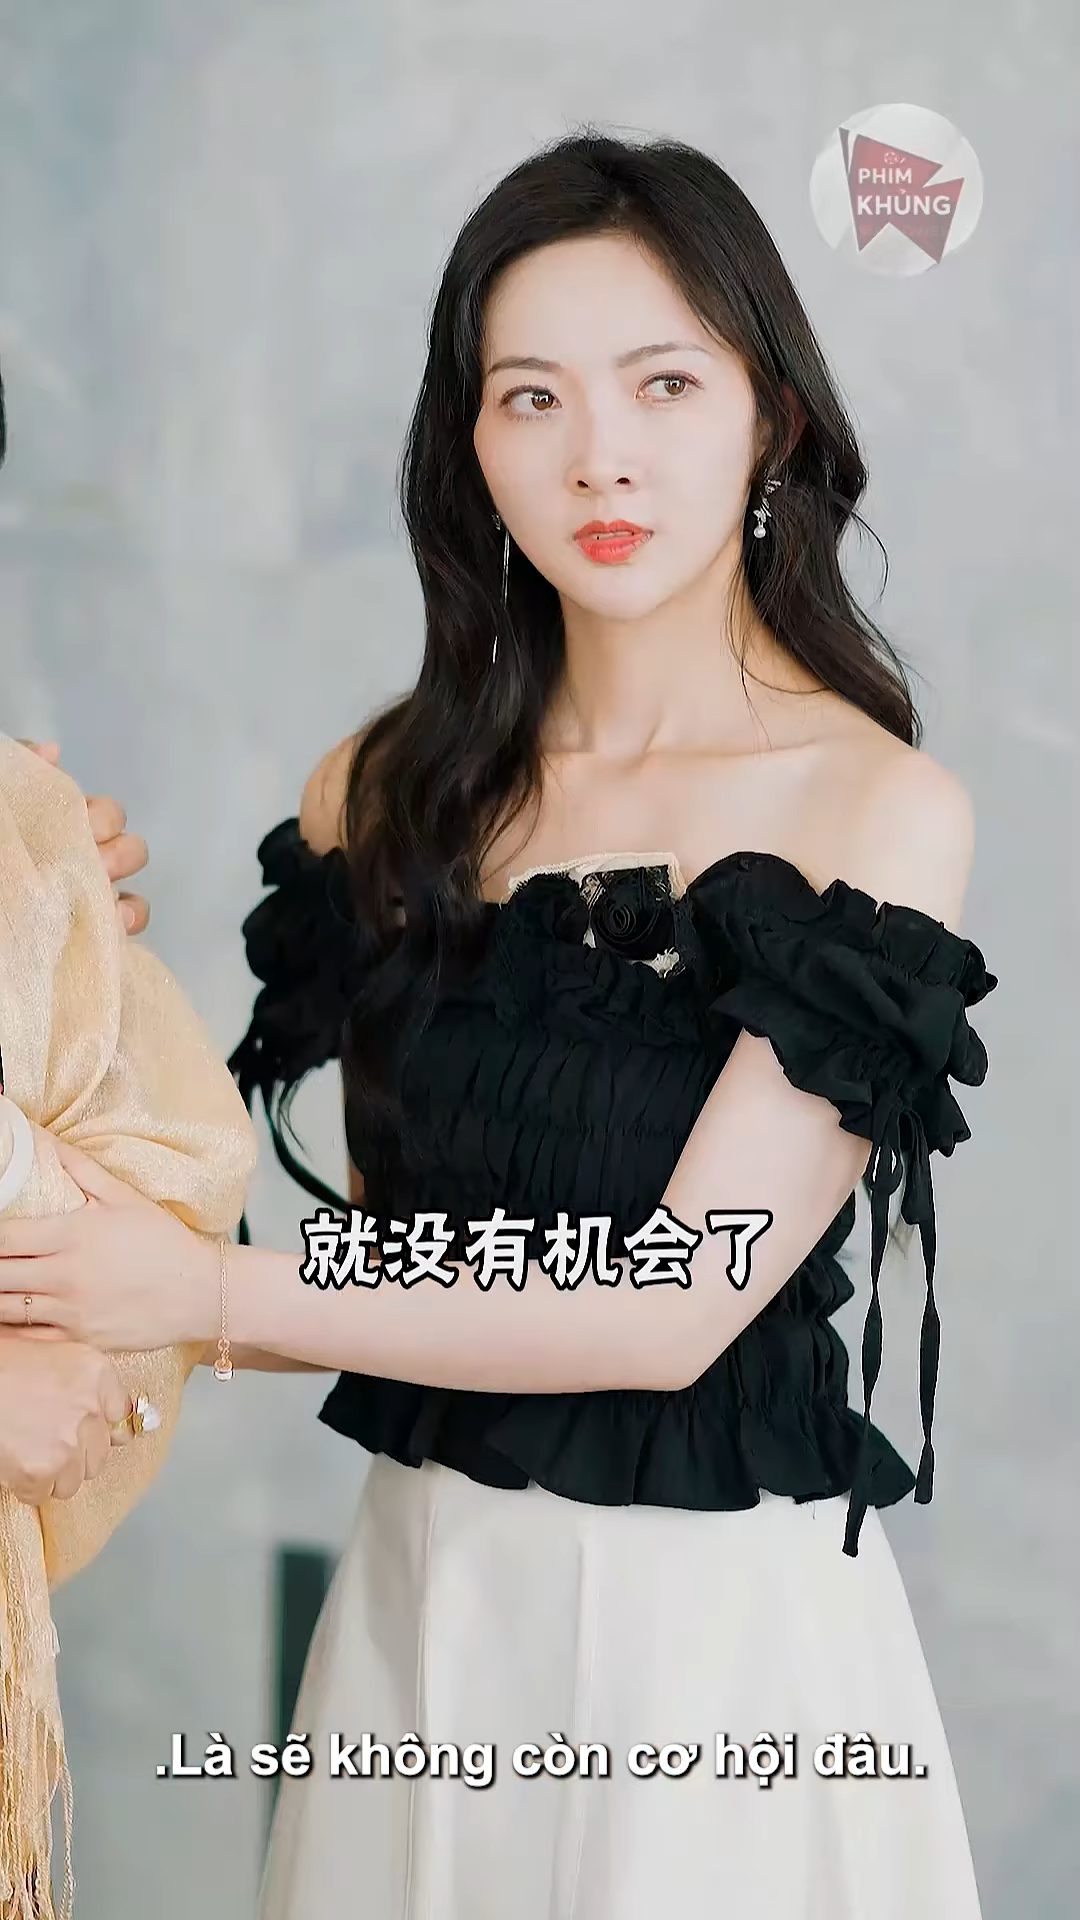 PHIM
KHỦNG
就没有机会了
.Là sẽ không còn cơ hội đâu.